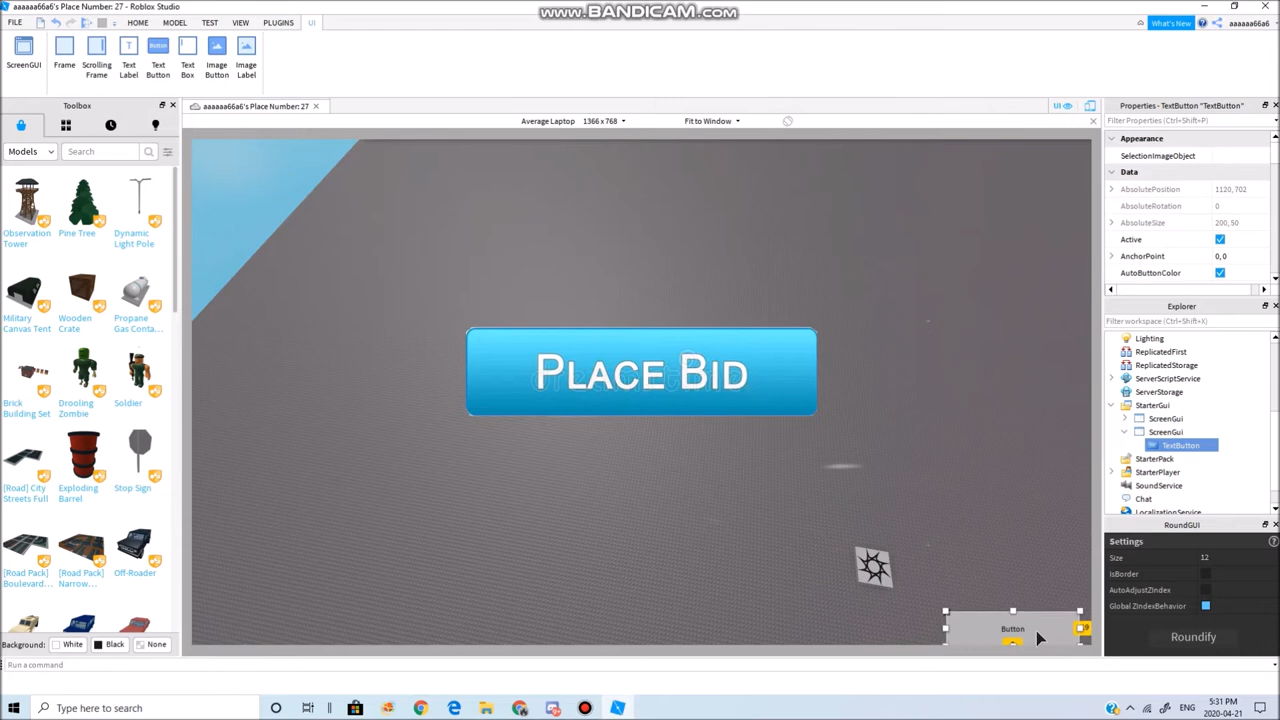 aaaaaa66a6's Place Number: 27 - Roblox Studio
www.BANDICAM.com
FILE
HOME
MODEL
TEST
VIEW
PLUGINS
UI
What's New
aaaaaa66a6
ScreenGUI
Frame
Scrolling Frame
Text Label
Text Button
Text Box
Image Button
Image Label
Button
Toolbox
aaaaaa66a6's Place Number: 27
UI
Properties - TextButton "TextButton"
Average Laptop 1366 x 768
Fit to Window
Filter Properties (Ctrl+Shift+P)
Models
Search
Observation Tower
Pine Tree
Dynamic Light Pole
Military Canvas Tent
Wooden Crate
Propane Gas Conta...
Brick Building Set
Drooling Zombie
Soldier
[Road] City Streets Full
Exploding Barrel
Stop Sign
[Road Pack] Boulevard...
[Road Pack] Narrow...
Off-Roader
Background: White Black None
PLACE BID
Button
Appearance
SelectionImageObject
Data
AbsolutePosition 1120, 702
AbsoluteRotation 0
AbsoluteSize 200, 50
Active
AnchorPoint 0, 0
AutoButtonColor
Explorer
Filter workspace (Ctrl+Shift+X)
Lighting
ReplicatedFirst
ReplicatedStorage
ServerScriptService
ServerStorage
StarterGui
ScreenGui
ScreenGui
TextButton
StarterPack
StarterPlayer
SoundService
Chat
LocalizationService
RoundGUI
Settings
Size 12
IsBorder
AutoAdjustZIndex
Global ZIndexBehavior
Roundify
Run a command
Type here to search
ENG
5:31 PM
2020-04-21